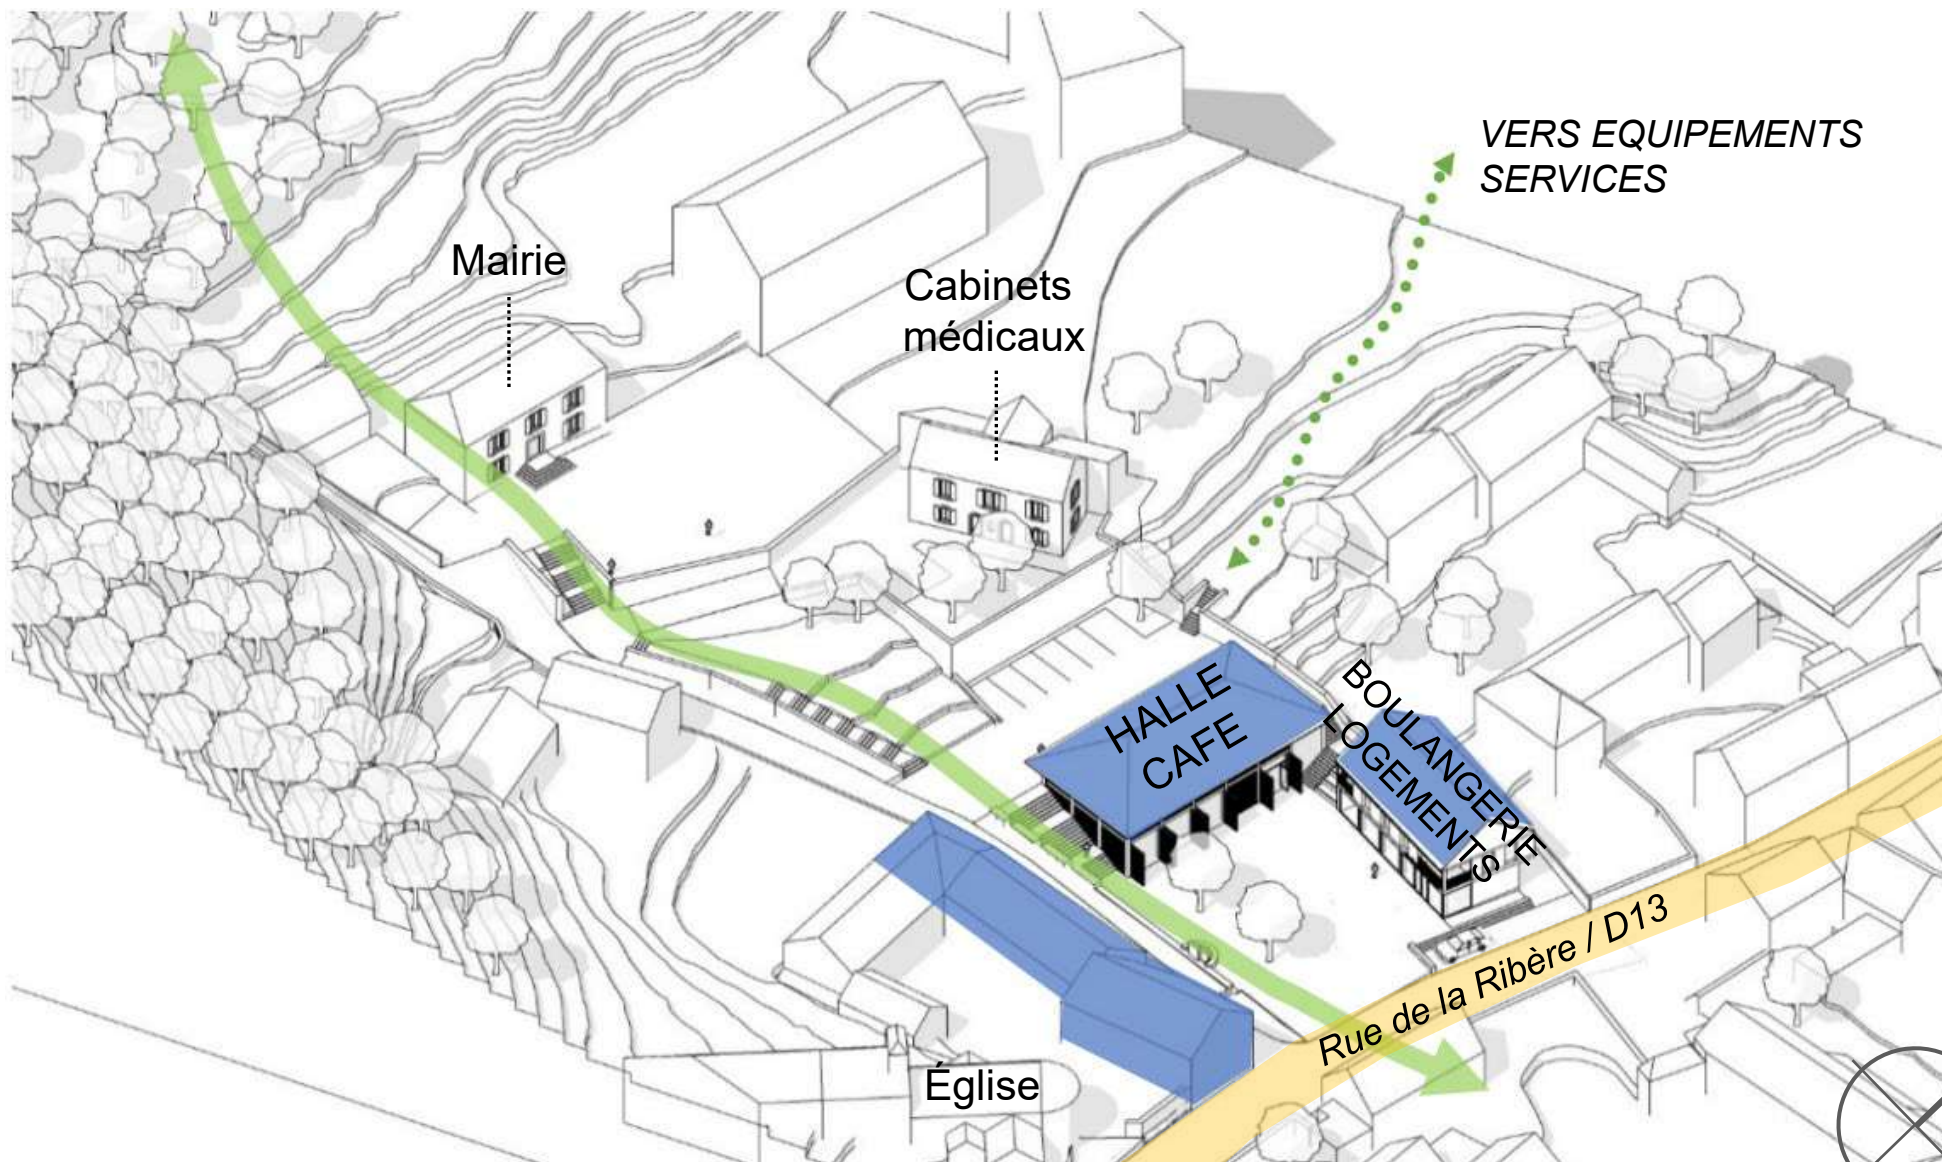 VERS EQUIPEMENTS
SERVICES
Mairie
Cabinets
médicaux
HALLE
CAFE
BOULANGERIE
LOGEMENTS
Rue de la Ribère / D13
Église